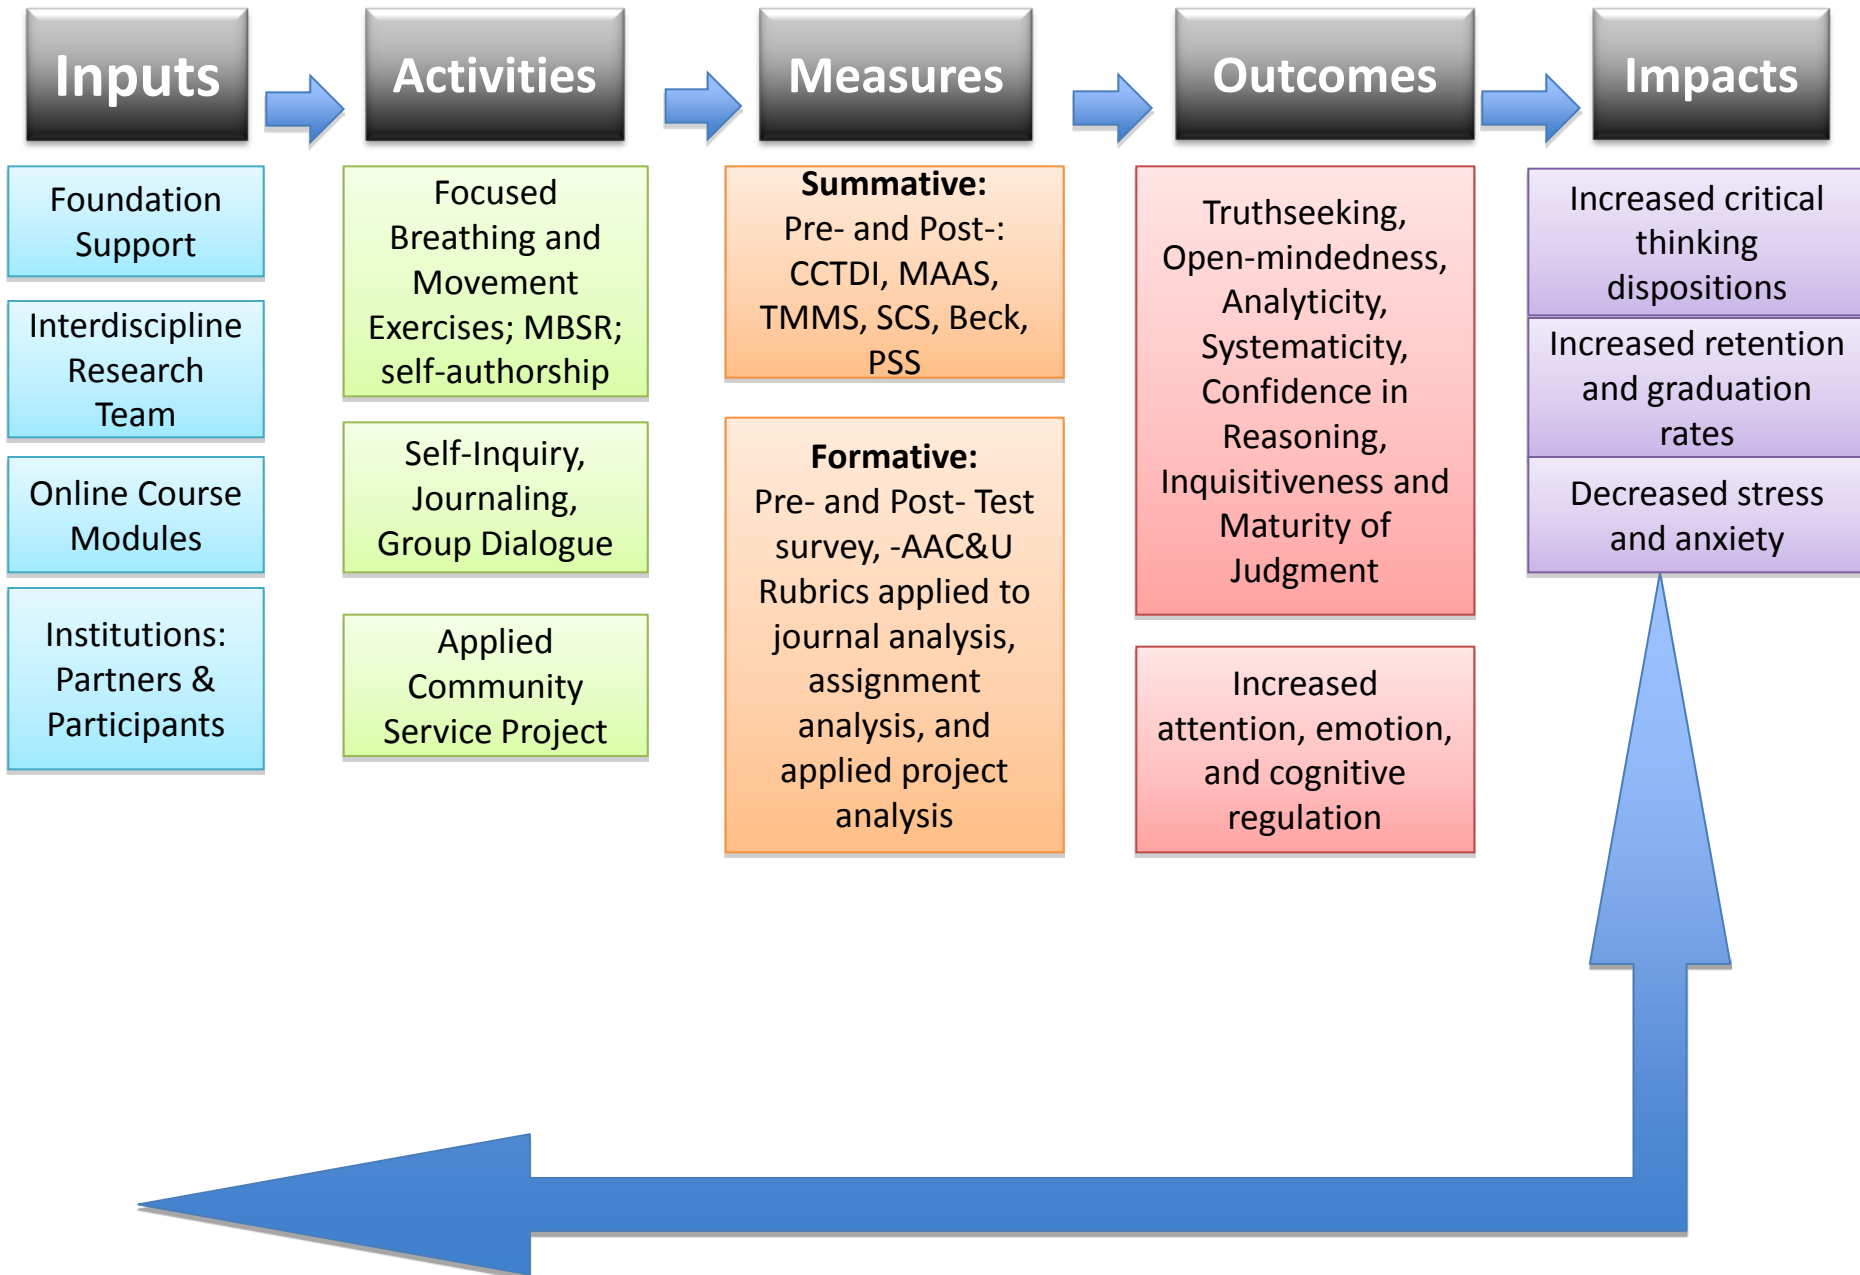 Inputs
Activities
Measures
Outcomes
Impacts
Foundation
Support
Interdiscipline
Research
Team
Online Course
Modules
Institutions:
Partners &
Participants
Focused
Breathing and
Movement
Exercises; MBSR;
self-authorship
Self-Inquiry,
Journaling,
Group Dialogue
Applied
Community
Service Project
Summative:
Pre- and Post-:
CCTDI, MAAS,
TMMS, SCS, Beck,
PSS
Formative:
Pre- and Post- Test
survey, -AAC&U
Rubrics applied to
journal analysis,
assignment
analysis, and
applied project
analysis
Truthseeking,
Open-mindedness,
Analyticity,
Systematicity,
Confidence in
Reasoning,
Inquisitiveness and
Maturity of
Judgment
Increased
attention, emotion,
and cognitive
regulation
Increased critical
thinking
dispositions
Increased retention
and graduation
rates
Decreased stress
and anxiety